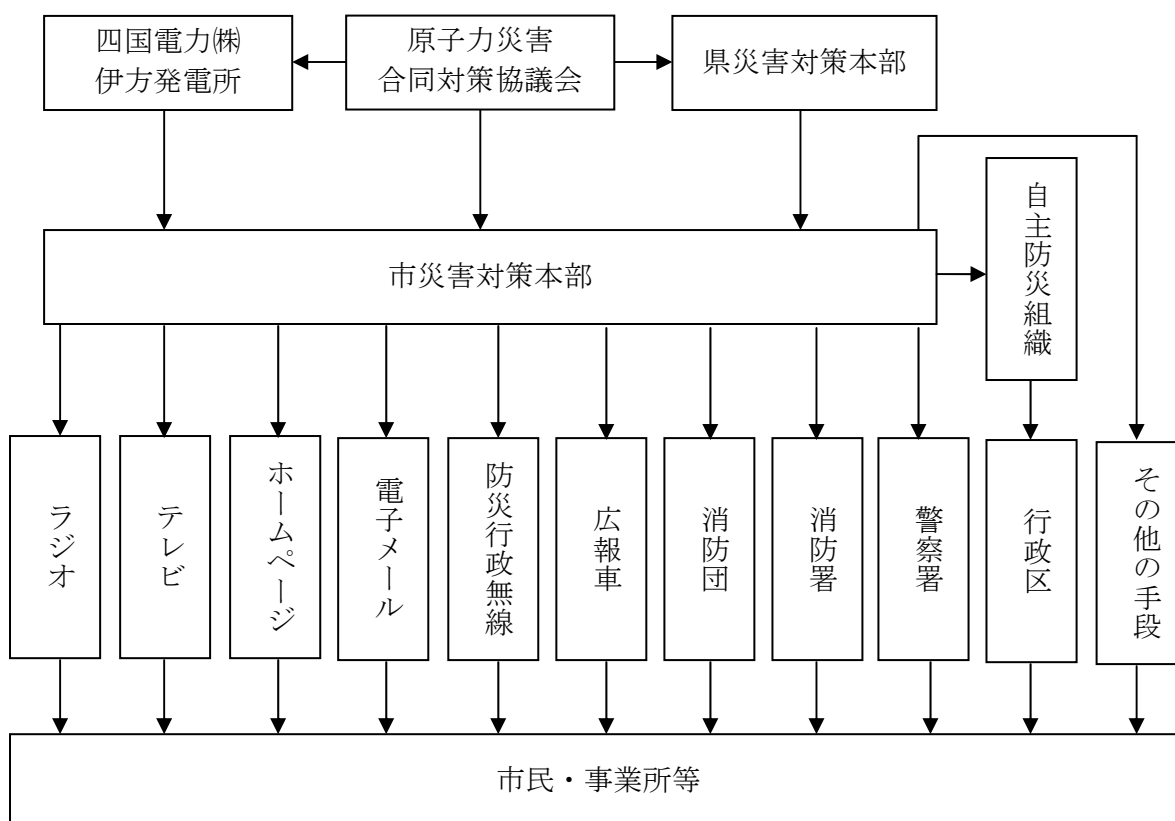 四国電力㈱
伊方発電所
原子力災害
合同対策協議会
県災害対策本部
市災害対策本部
自主防災組織
ラジオ
テレビ
ホームページ
電子メール
防災行政無線
広報車
消防団
消防署
警察署
行政区
その他の手段
市民・事業所等